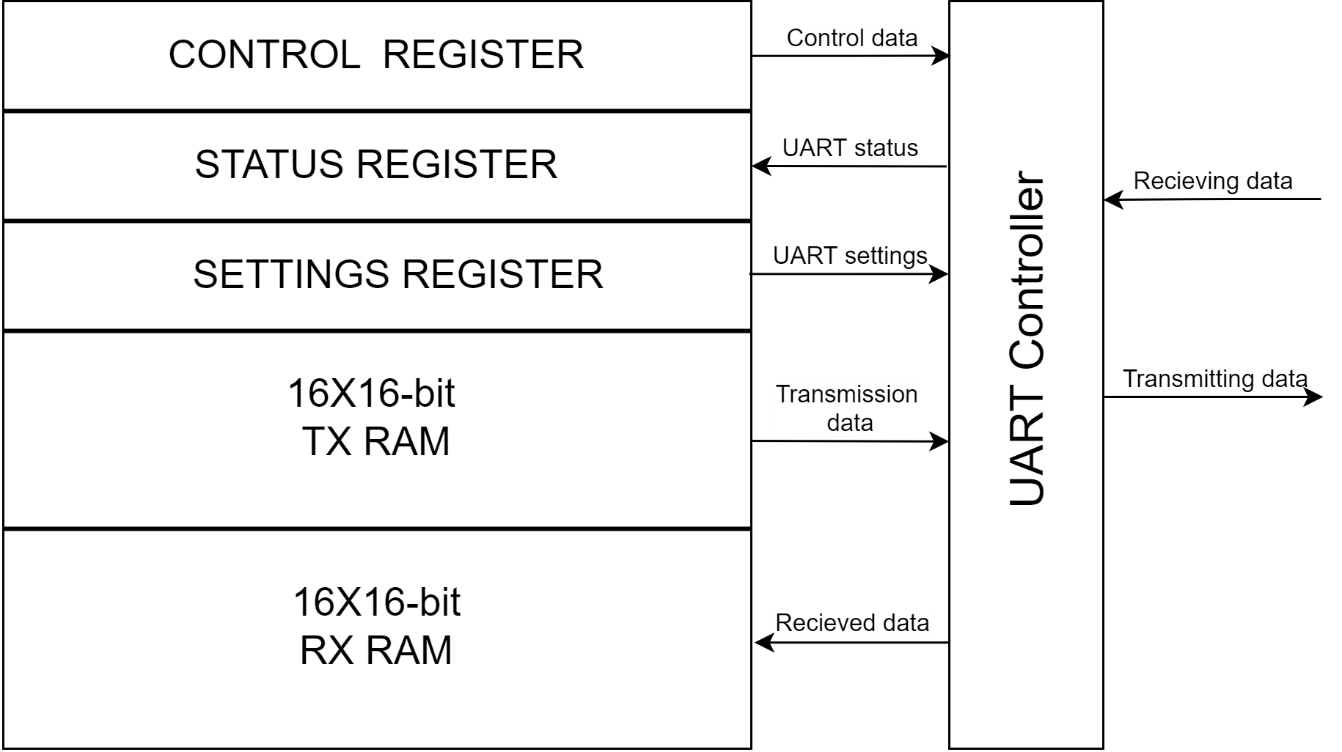 CONTROL REGISTER
Control data
STATUS REGISTER
UART status
Recieving data
SETTINGS REGISTER
UART settings
UART Controller
16X16-bit
TX RAM
Transmission
data
Transmitting data
16X16-bit
RX RAM
Recieved data